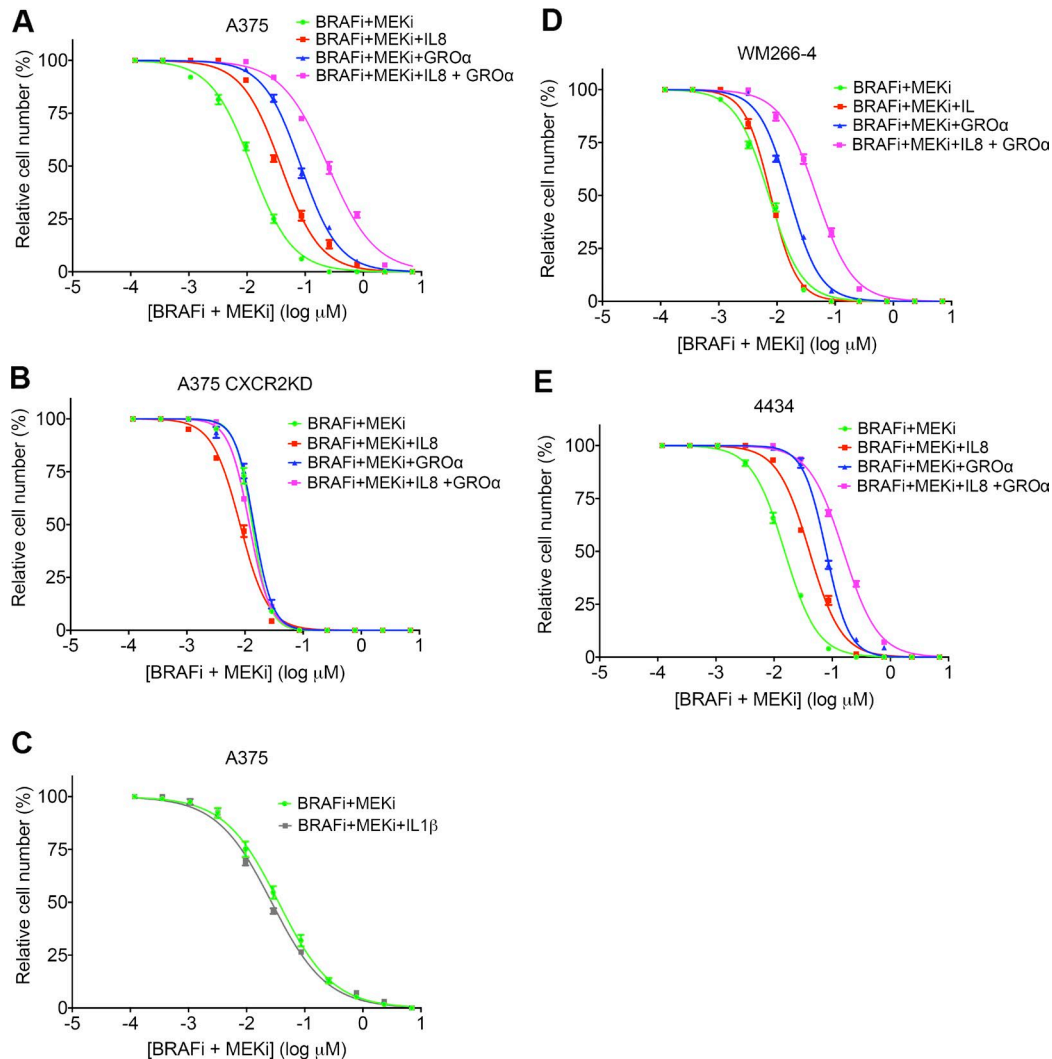 A
A375
BRAFi+MEKi
BRAFi+MEKi+IL8
BRAFi+MEKi+GROα
BRAFi+MEKi+IL8 + GROα
Relative cell number (%)
100
75
50
25
0
-5 -4 -3 -2 -1 0 1
[BRAFi + MEKi] (log μM)
B
A375 CXCR2KD
BRAFi+MEKi
BRAFi+MEKi+IL8
BRAFi+MEKi+GROα
BRAFi+MEKi+IL8 +GROα
Relative cell number (%)
100
75
50
25
0
-5 -4 -3 -2 -1 0 1
[BRAFi + MEKi] (log μM)
C
A375
BRAFi+MEKi
BRAFi+MEKi+IL1β
Relative cell number (%)
100
75
50
25
0
-5 -4 -3 -2 -1 0 1
[BRAFi + MEKi] (log μM)
D
WM266-4
BRAFi+MEKi
BRAFi+MEKi+IL
BRAFi+MEKi+GROα
BRAFi+MEKi+IL8 + GROα
Relative cell number (%)
100
75
50
25
0
-5 -4 -3 -2 -1 0 1
[BRAFi + MEKi] (log μM)
E
4434
BRAFi+MEKi
BRAFi+MEKi+IL8
BRAFi+MEKi+GROα
BRAFi+MEKi+IL8 +GROα
Relative cell number (%)
100
75
50
25
0
-5 -4 -3 -2 -1 0 1
[BRAFi + MEKi] (log μM)